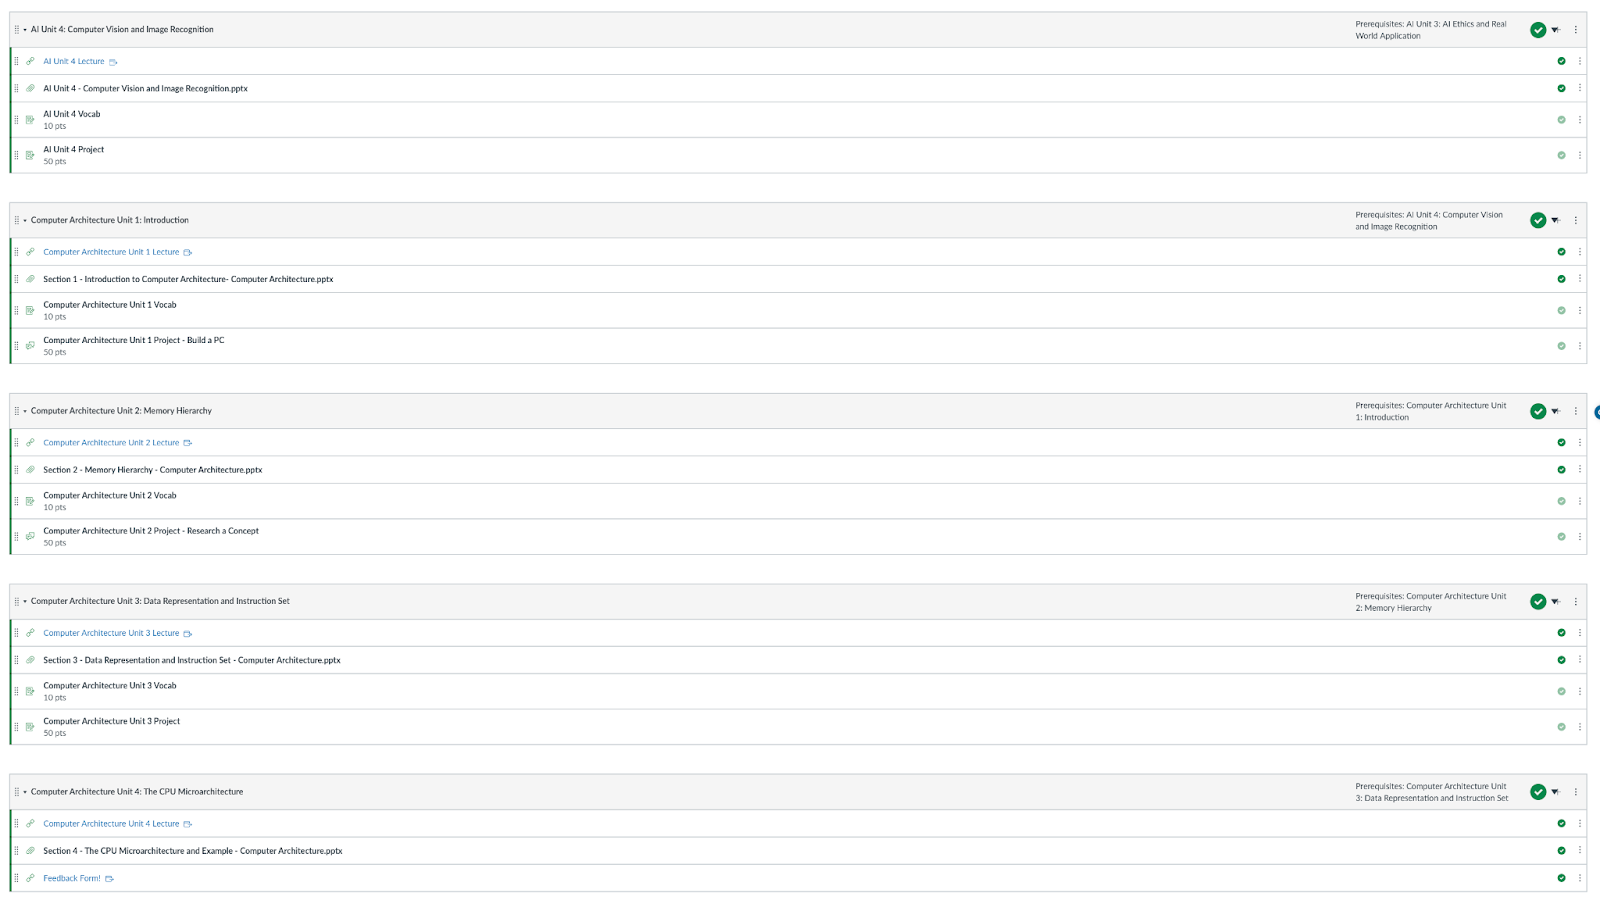 AI Unit 4: Computer Vision and Image Recognition
Prerequisites: AI Unit 3: AI Ethics and Real
World Application
AI Unit 4 Lecture
AI Unit 4 - Computer Vision and Image Recognition.pptx
AI Unit 4 Vocab
10 pts
AI Unit 4 Project
50 pts
Computer Architecture Unit 1: Introduction
Prerequisites: AI Unit 4: Computer Vision
and Image Recognition
Computer Architecture Unit 1 Lecture
Section 1 - Introduction to Computer Architecture- Computer Architecture.pptx
Computer Architecture Unit 1 Vocab
10 pts
Computer Architecture Unit 1 Project - Build a PC
50 pts
Computer Architecture Unit 2: Memory Hierarchy
Prerequisites: Computer Architecture Unit
1: Introduction
Computer Architecture Unit 2 Lecture
Section 2 - Memory Hierarchy - Computer Architecture.pptx
Computer Architecture Unit 2 Vocab
10 pts
Computer Architecture Unit 2 Project - Research a Concept
50 pts
Computer Architecture Unit 3: Data Representation and Instruction Set
Prerequisites: Computer Architecture Unit
2: Memory Hierarchy
Computer Architecture Unit 3 Lecture
Section 3 - Data Representation and Instruction Set - Computer Architecture.pptx
Computer Architecture Unit 3 Vocab
10 pts
Computer Architecture Unit 3 Project
50 pts
Computer Architecture Unit 4: The CPU Microarchitecture
Prerequisites: Computer Architecture Unit
3: Data Representation and Instruction Set
Computer Architecture Unit 4 Lecture
Section 4 - The CPU Microarchitecture and Example - Computer Architecture.pptx
Feedback Form!